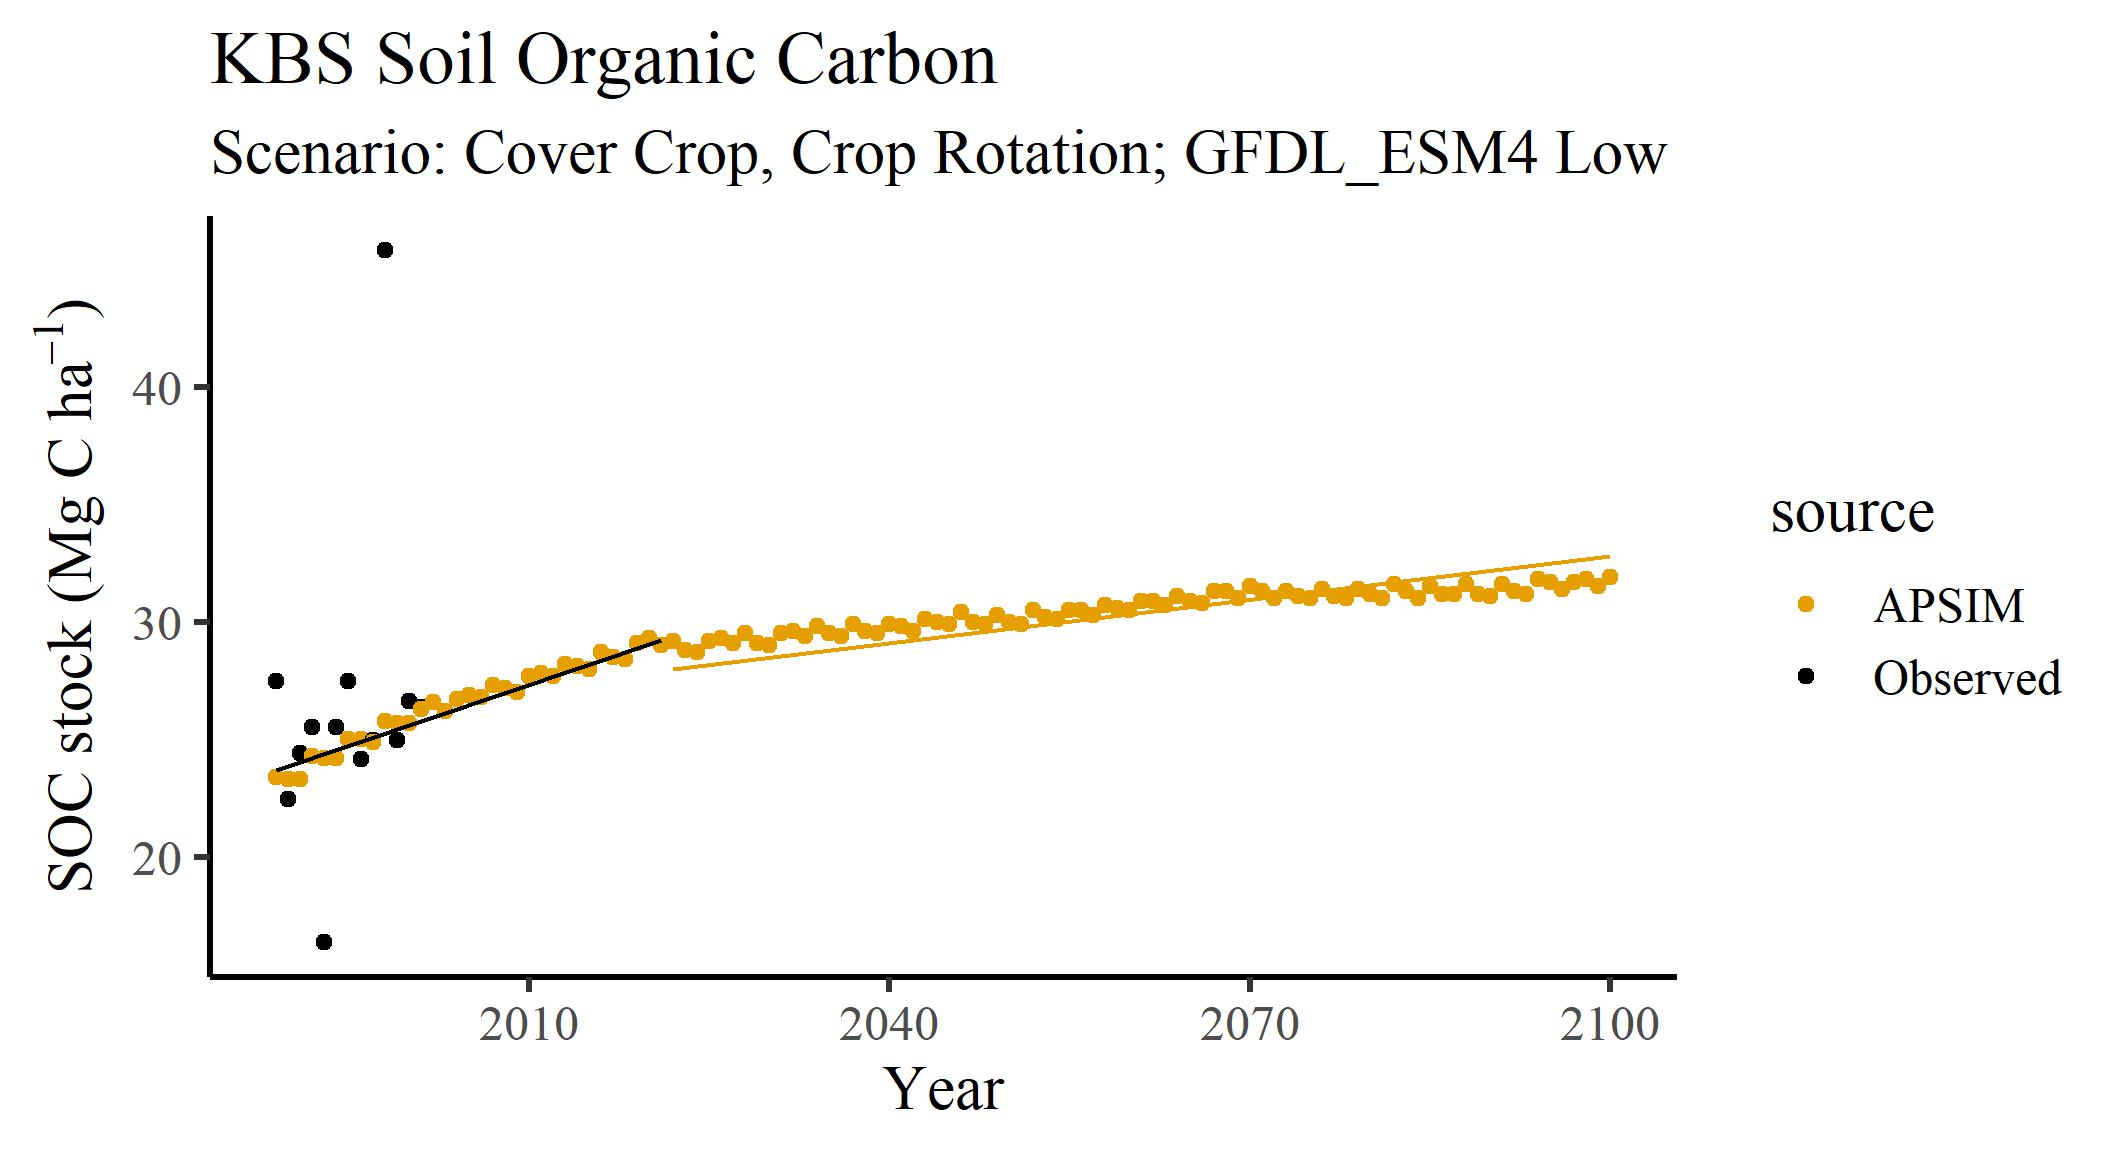 KBS Soil Organic Carbon
Scenario: Cover Crop, Crop Rotation; GFDL_ESM4 Low
SOC stock (Mg C ha⁻¹)
40
30
20
2010
2040
2070
2100
Year
source
APSIM
Observed